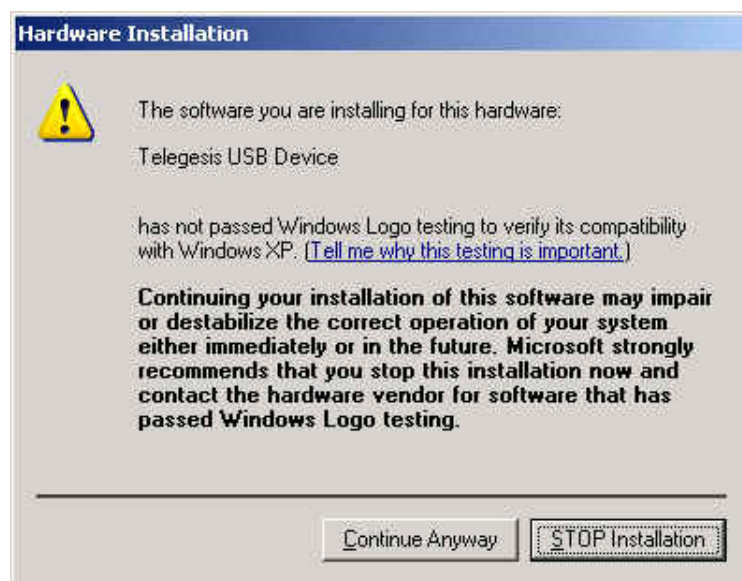 Hardware Installation
The software you are installing for this hardware:
Telegesis USB Device
has not passed Windows Logo testing to verify its compatibility
with Windows XP. (Tell me why this testing is important.)
Continuing your installation of this software may impair
or destabilize the correct operation of your system
either immediately or in the future. Microsoft strongly
recommends that you stop this installation now and
contact the hardware vendor for software that has
passed Windows Logo testing.
Continue Anyway STOP Installation